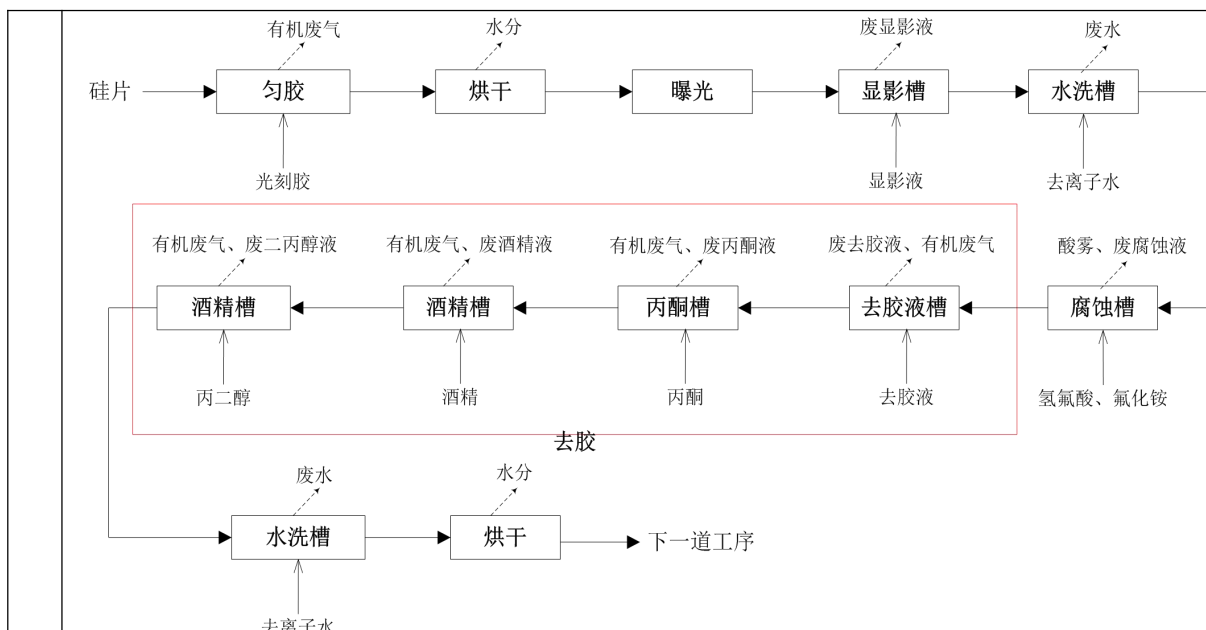 有机废气
水分
废显影液
废水
硅片
匀胶
烘干
曝光
显影槽
水洗槽
光刻胶
显影液
去离子水
有机废气、废二丙醇液
有机废气、废酒精液
有机废气、废丙酮液
废去胶液、有机废气
酸雾、废腐蚀液
酒精槽
酒精槽
丙酮槽
去胶液槽
腐蚀槽
丙二醇
酒精
丙酮
去胶液
氢氟酸、氟化铵
去胶
废水
水分
水洗槽
烘干
下一道工序
去离子水